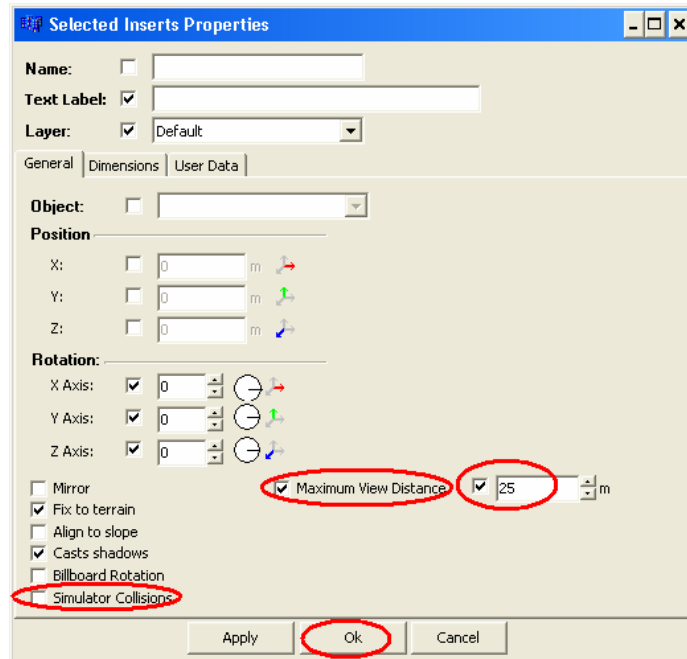 Selected Inserts Properties
Name:
Text Label:
Layer: Default
General Dimensions User Data
Object:
Position
X: 0 m
Y: 0 m
Z: 0 m
Rotation:
X Axis: 0
Y Axis: 0
Z Axis: 0
Mirror Maximum View Distance 25 m
Fix to terrain
Align to slope
Casts shadows
Billboard Rotation
Simulator Collisions
Apply Ok Cancel